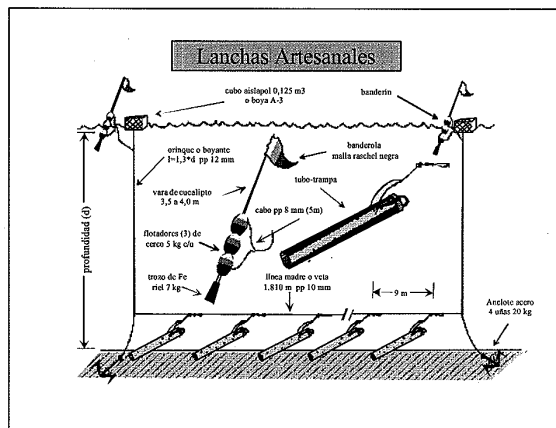 Lanchas Artesanales
cubo aislapol 0,125 m3
o boya A-3
banderín
orinque o boyante
l=1,3*d pp 12 mm
banderola
malla raschel negra
tubo-trampa
vara de eucalipto
3,5 a 4,0 m
cabo pp 8 mm (5m)
profundidad (d)
flotadores (3) de
cerco 5 kg c/u
trozo de Fe
riel 7 kg
línea madre o veta
1.810 m pp 10 mm
9 m
Anclote acero
4 uñas 20 kg